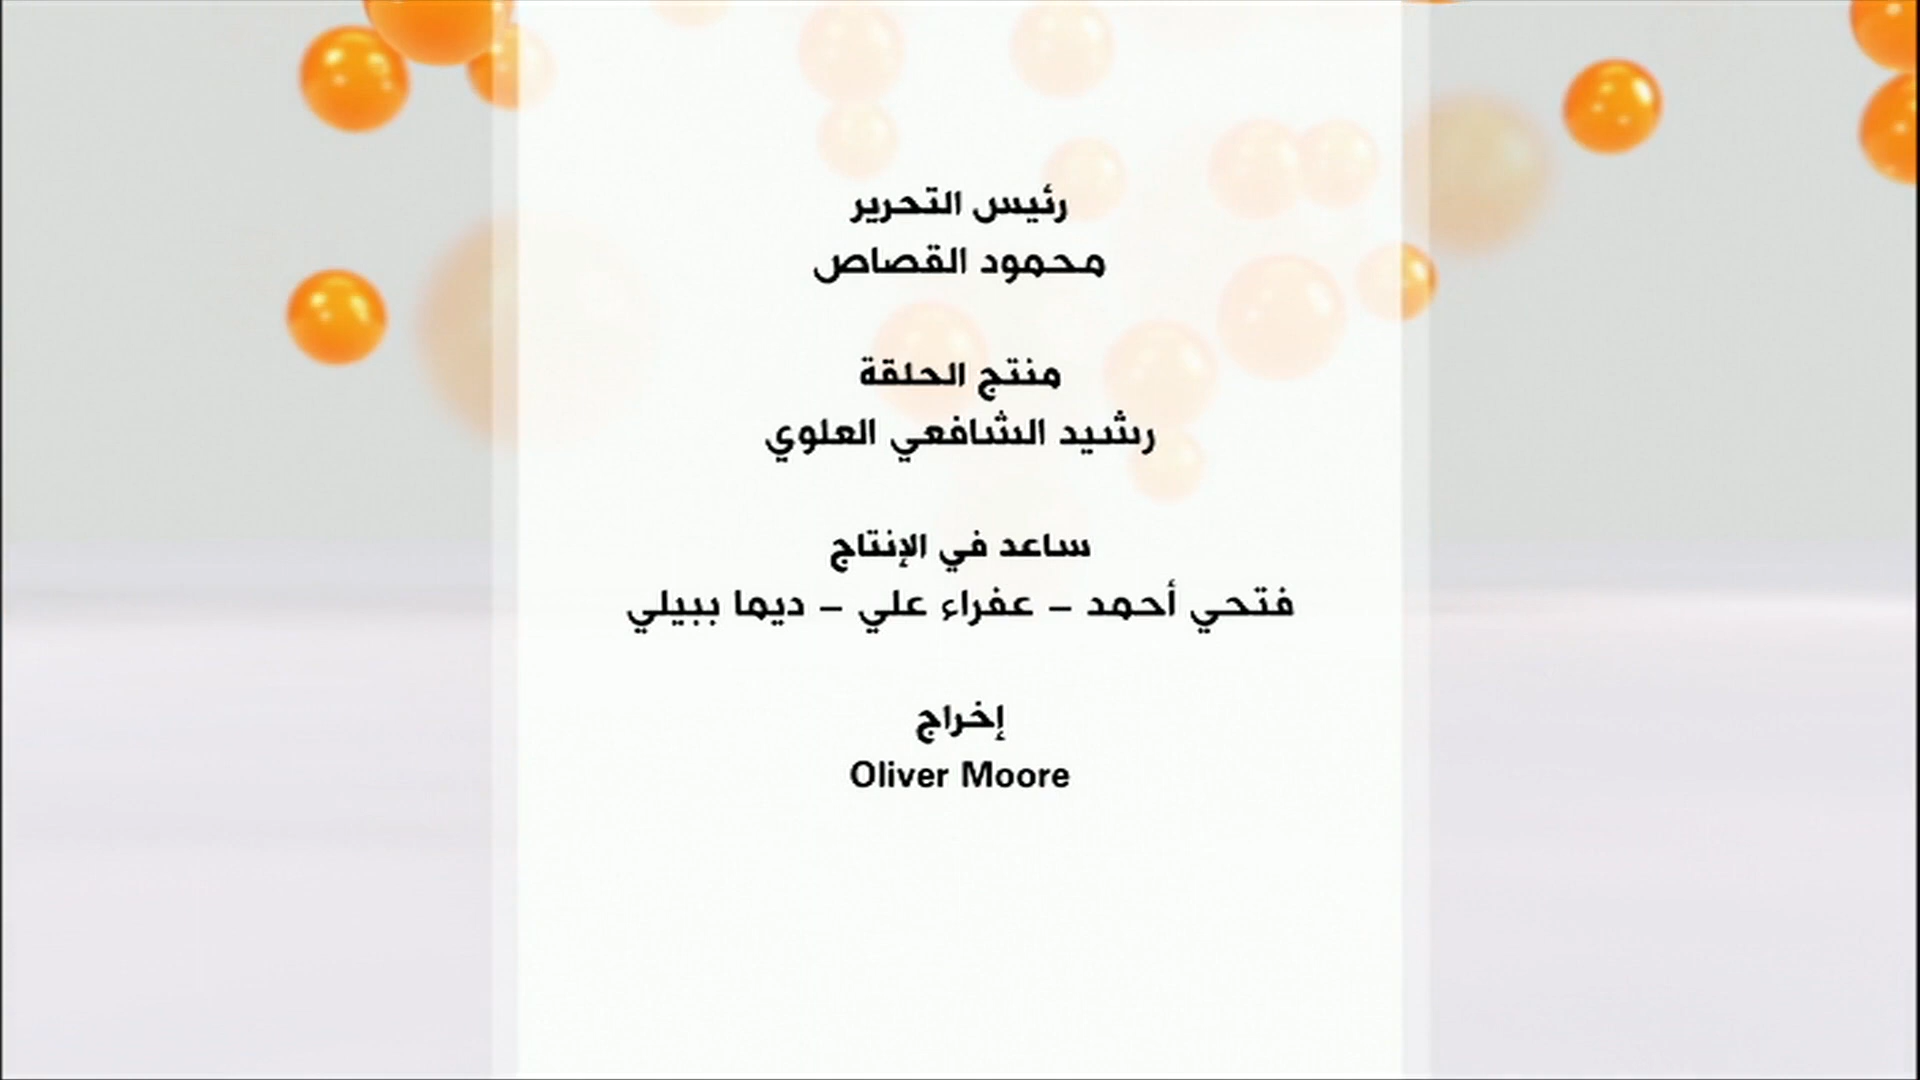 رئيس التحرير
محمود القصاص
منتج الحلقة
رشيد الشافعي العلوي
ساعد في الإنتاج
فتحي أحمد – عفراء علي – ديما ببيلي
إخراج
Oliver Moore